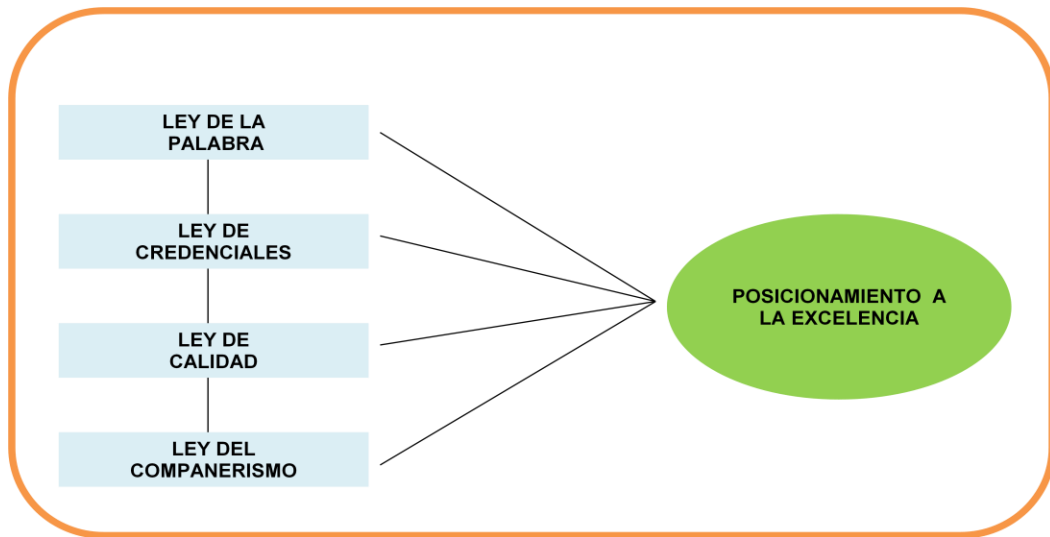 LEY DE LA
PALABRA
LEY DE
CREDENCIALES
LEY DE
CALIDAD
LEY DEL
COMPANERISMO
POSICIONAMIENTO A
LA EXCELENCIA